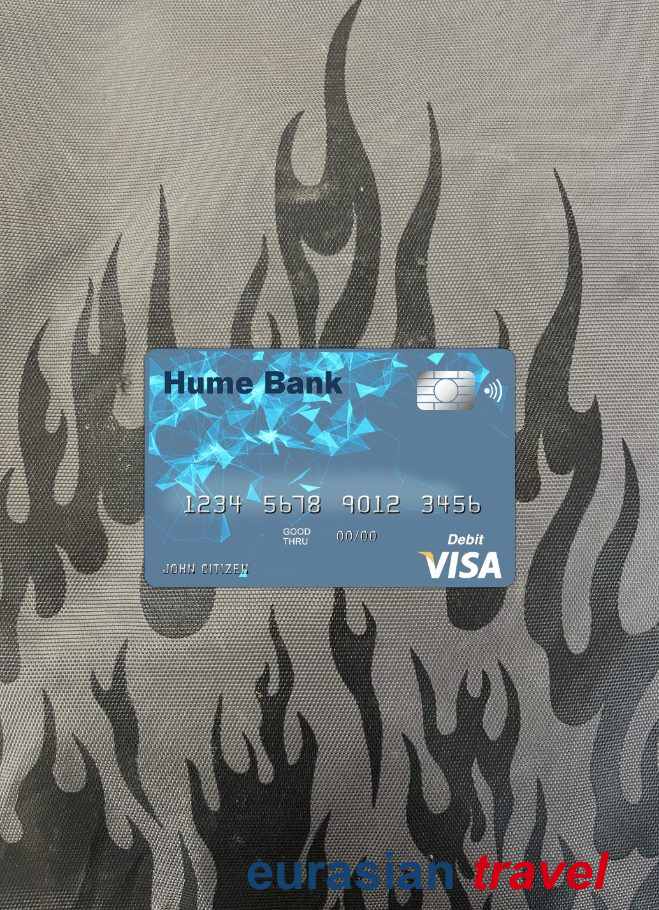 Hume Bank
1234 5678 9012 3456
GOOD
THRU 00/00
Debit
VISA
JOHN CITIZEN
eurasian travel